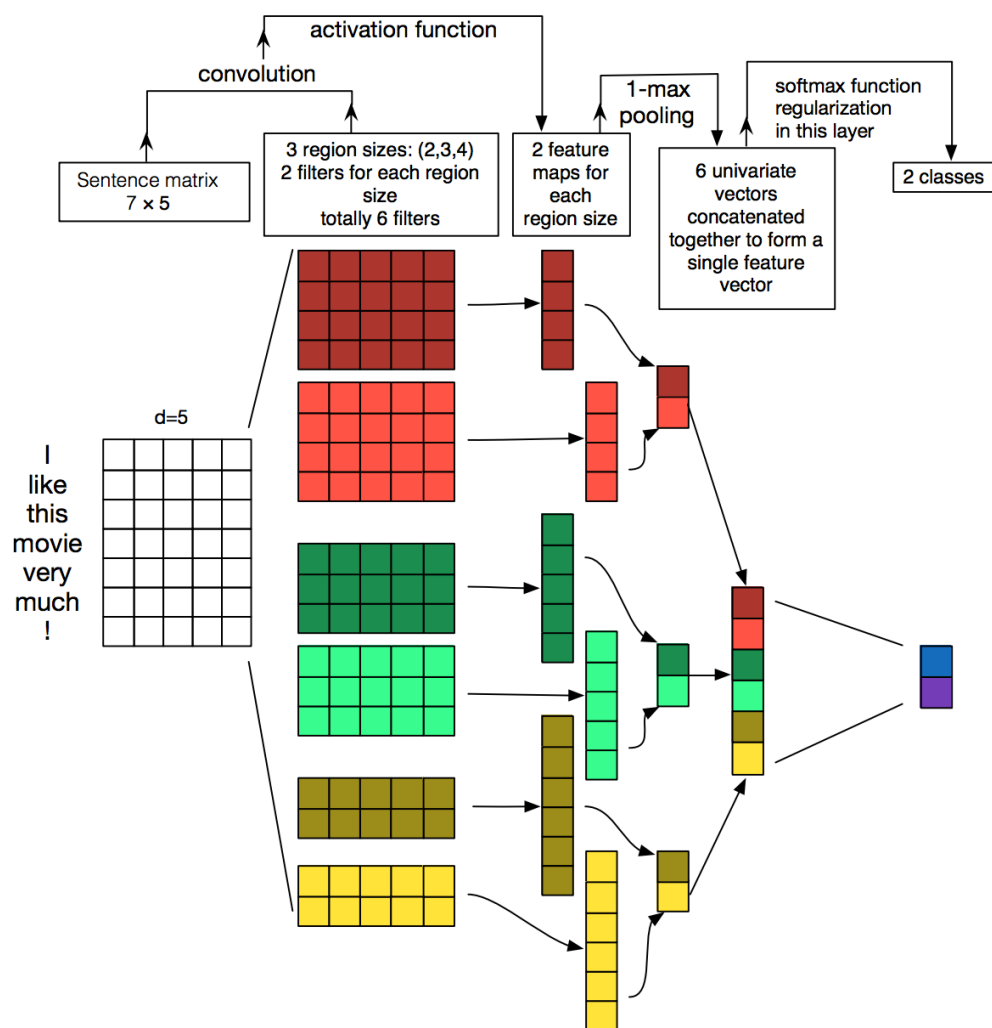 activation function
convolution
1-max
pooling
softmax function
regularization
in this layer
Sentence matrix
7 × 5
3 region sizes: (2,3,4)
2 filters for each region
size
totally 6 filters
2 feature
maps for
each
region size
6 univariate
vectors
concatenated
together to form a
single feature
vector
2 classes
d=5
I
like
this
movie
very
much
!